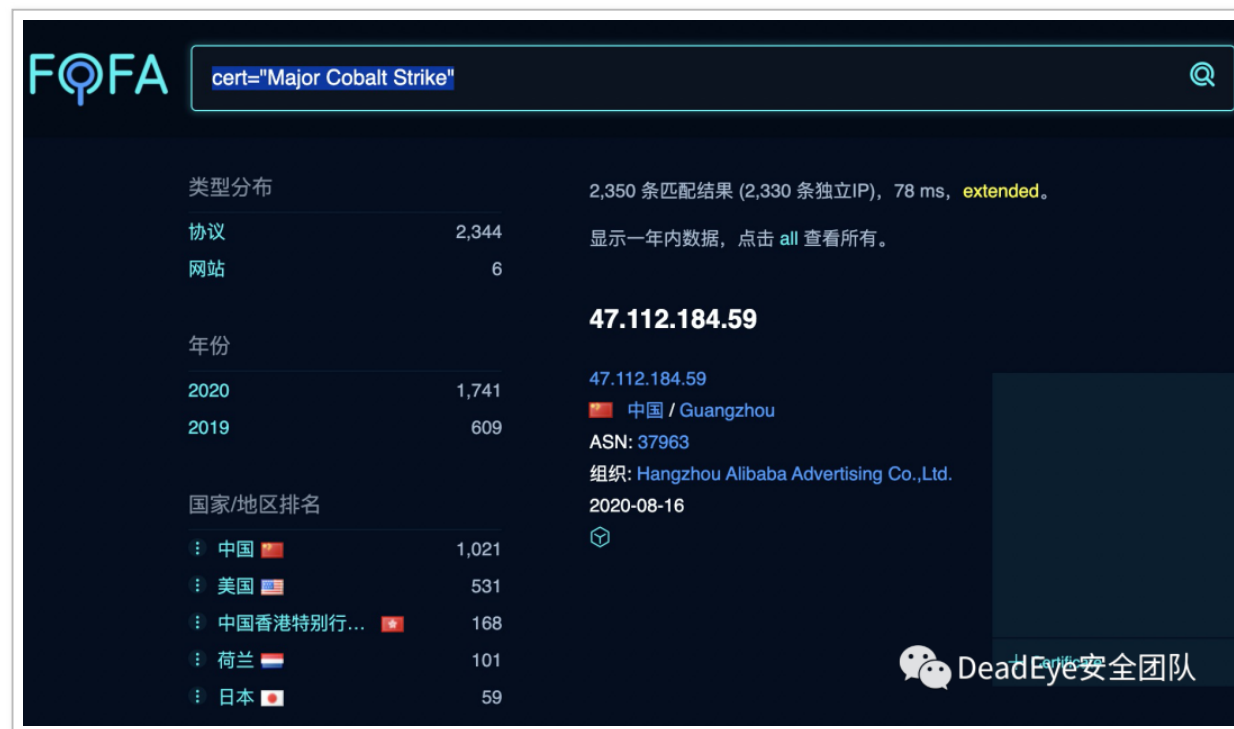 FOFA
cert="Major Cobalt Strike"
类型分布
协议 2,344
网站 6
年份
2020 1,741
2019 609
国家/地区排名
中国 1,021
美国 531
中国香港特别行... 168
荷兰 101
日本 59
2,350 条匹配结果 (2,330 条独立IP)，78 ms，extended。
显示一年内数据，点击 all 查看所有。
47.112.184.59
47.112.184.59
中国 / Guangzhou
ASN: 37963
组织: Hangzhou Alibaba Advertising Co.,Ltd.
2020-08-16
Certificate
DeadEye安全团队